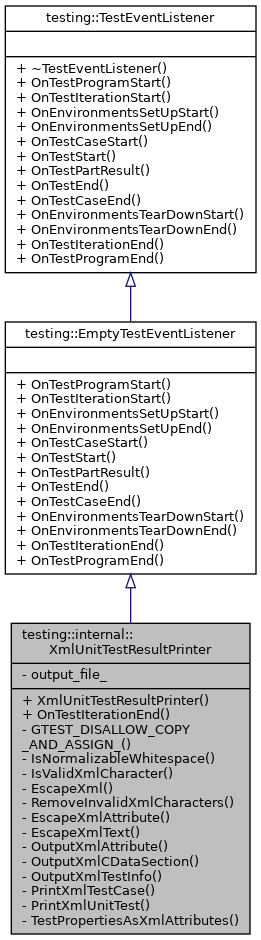 testing::TestEventListener
+ ~TestEventListener()
+ OnTestProgramStart()
+ OnTestIterationStart()
+ OnEnvironmentsSetUpStart()
+ OnEnvironmentsSetUpEnd()
+ OnTestCaseStart()
+ OnTestStart()
+ OnTestPartResult()
+ OnTestEnd()
+ OnTestCaseEnd()
+ OnEnvironmentsTearDownStart()
+ OnEnvironmentsTearDownEnd()
+ OnTestIterationEnd()
+ OnTestProgramEnd()
testing::EmptyTestEventListener
+ OnTestProgramStart()
+ OnTestIterationStart()
+ OnEnvironmentsSetUpStart()
+ OnEnvironmentsSetUpEnd()
+ OnTestCaseStart()
+ OnTestStart()
+ OnTestPartResult()
+ OnTestEnd()
+ OnTestCaseEnd()
+ OnEnvironmentsTearDownStart()
+ OnEnvironmentsTearDownEnd()
+ OnTestIterationEnd()
+ OnTestProgramEnd()
testing::internal::
XmlUnitTestResultPrinter
- output_file_
+ XmlUnitTestResultPrinter()
+ OnTestIterationEnd()
- GTEST_DISALLOW_COPY
_AND_ASSIGN_()
- IsNormalizableWhitespace()
- IsValidXmlCharacter()
- EscapeXml()
- RemoveInvalidXmlCharacters()
- EscapeXmlAttribute()
- EscapeXmlText()
- OutputXmlAttribute()
- OutputXmlCDataSection()
- OutputXmlTestInfo()
- PrintXmlTestCase()
- PrintXmlUnitTest()
- TestPropertiesAsXmlAttributes()